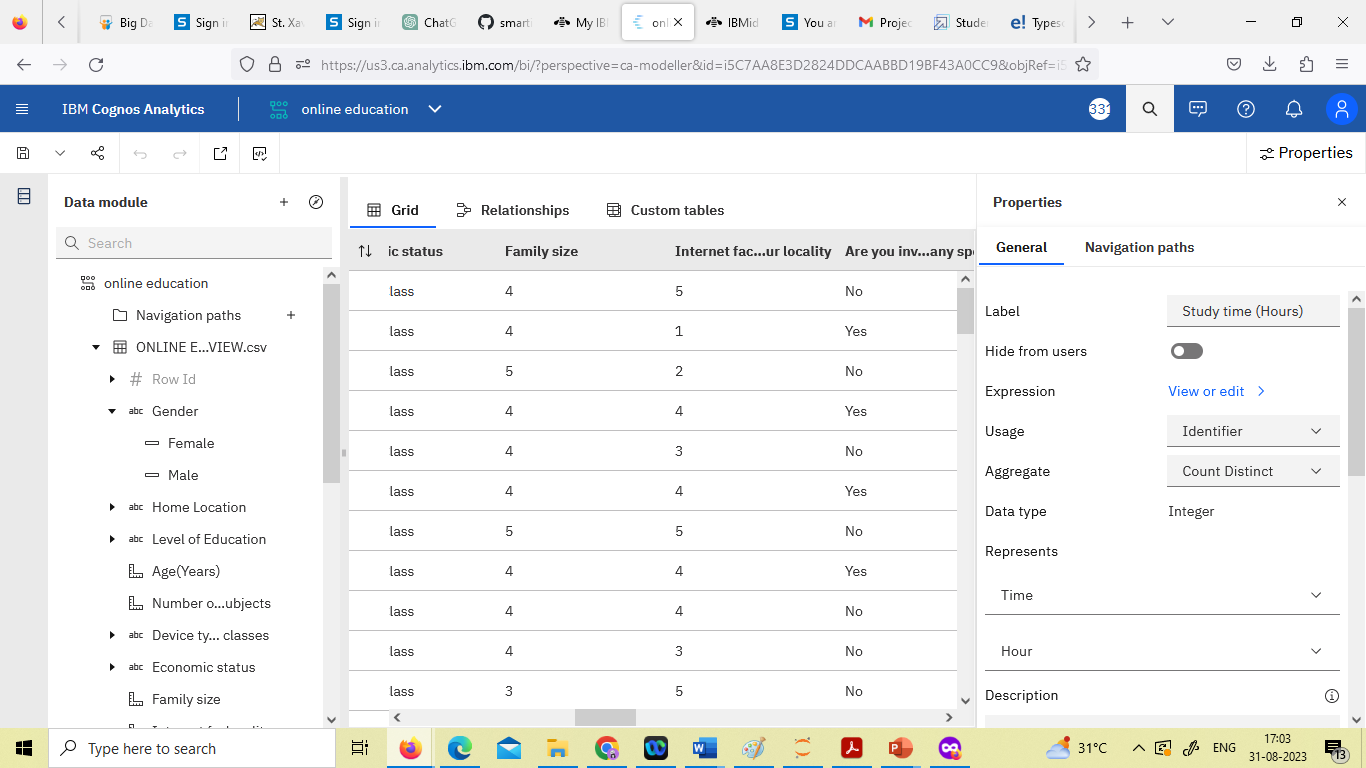 Big Da
Sign i
St. Xav
Sign i
ChatG
smart
My IB
onl
IBMid
You a
Projec
Stude
Typese
https://us3.ca.analytics.ibm.com/bi/?perspective=ca-modeller&id=i5C7AA8E3D2824DDCAABBD19BF43A0CC9&objRef=i5
IBM Cognos Analytics
online education
331
Properties
Data module
Search
online education
Navigation paths
ONLINE E...VIEW.csv
Row Id
abc Gender
Female
Male
abc Home Location
abc Level of Education
Age(Years)
Number o...ubjects
abc Device ty... classes
abc Economic status
Family size
Grid
Relationships
Custom tables
ic status Family size Internet fac...ur locality Are you inv...any spo
lass 4 5 No
lass 4 1 Yes
lass 5 2 No
lass 4 4 Yes
lass 4 3 No
lass 4 4 Yes
lass 5 5 No
lass 4 4 Yes
lass 4 4 No
lass 4 3 No
lass 3 5 No
Properties
General
Navigation paths
Label Study time (Hours)
Hide from users
Expression View or edit
Usage Identifier
Aggregate Count Distinct
Data type Integer
Represents
Time
Hour
Description
Type here to search
31°C
ENG
17:03
31-08-2023
13